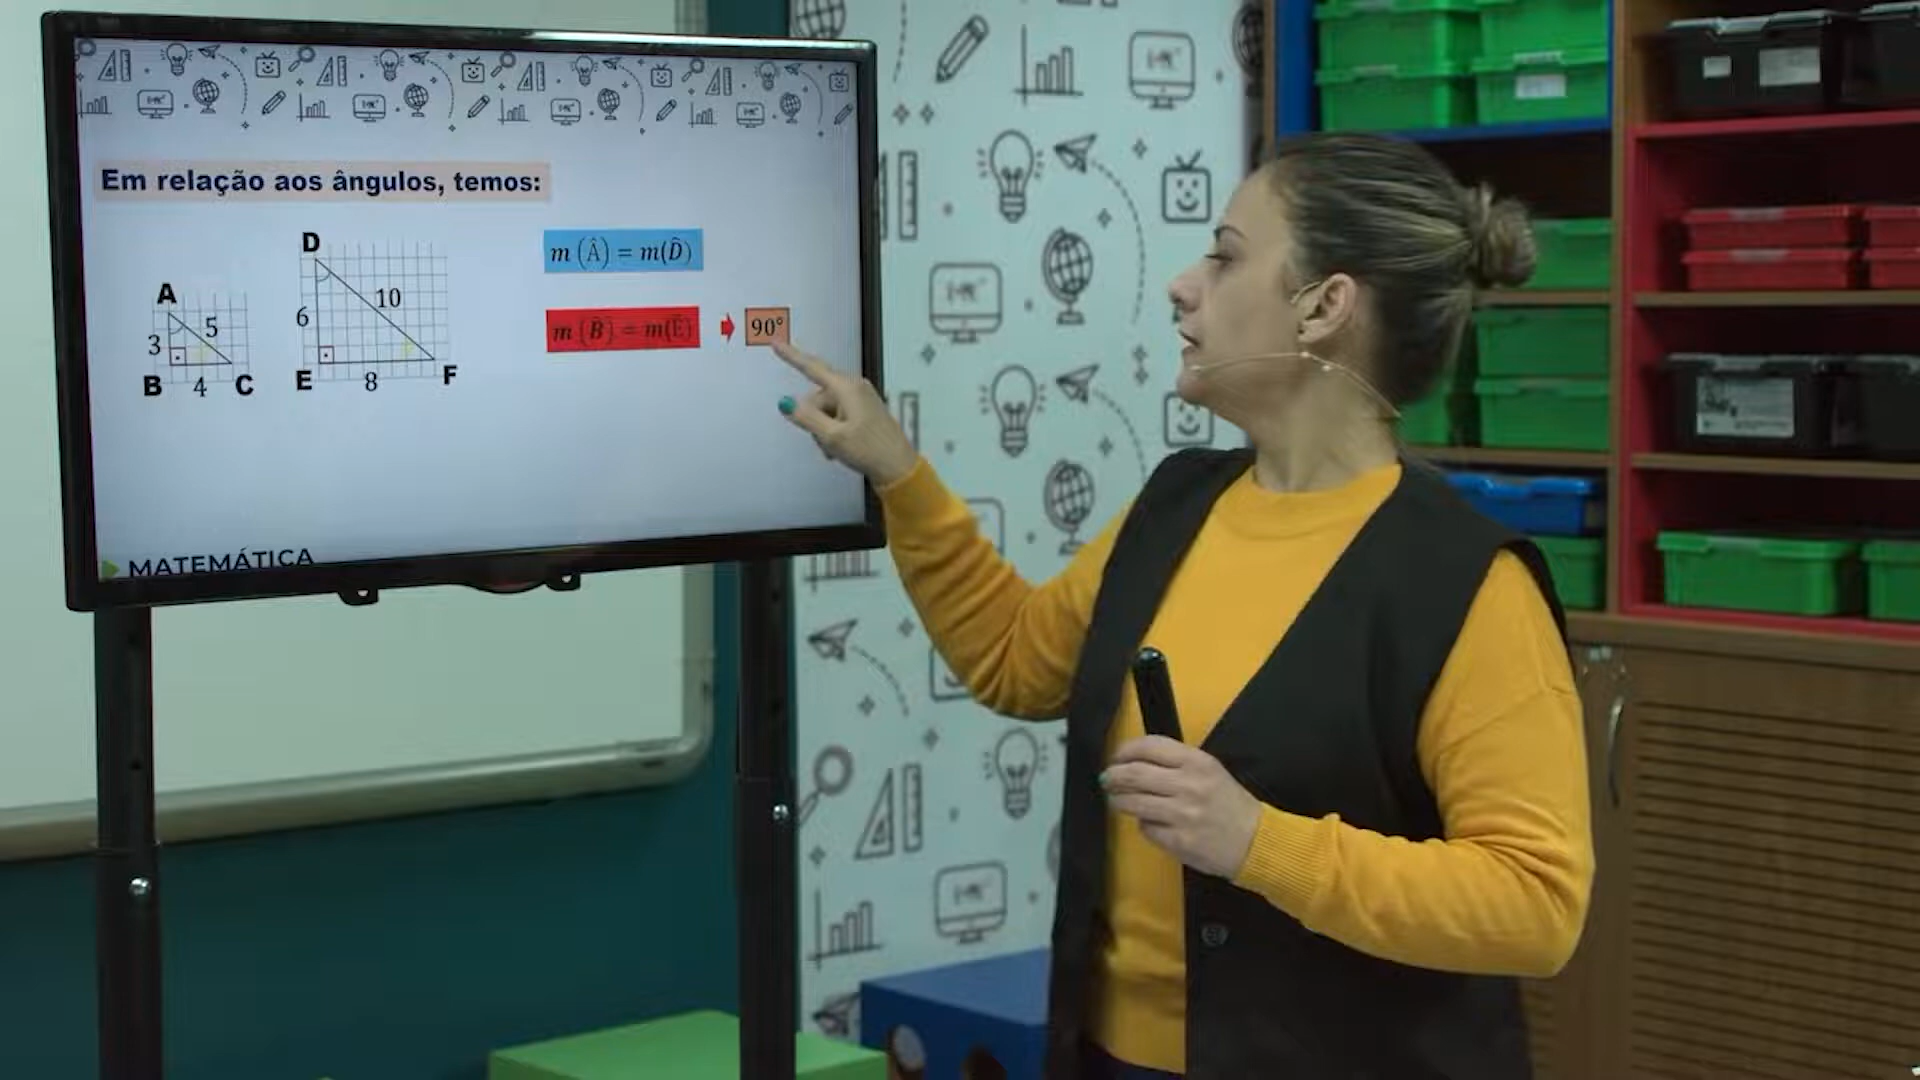 Em relação aos ângulos, temos:
D
m (Â) = m(D̂)
A
10
6
5
m (B̂) = m(Ê)
90°
3
B
4
C
E
8
F
MATEMÁTICA